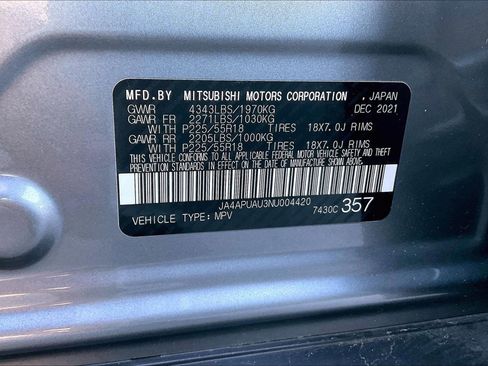 MFD.BY MITSUBISHI MOTORS CORPORATION , JAPAN
GVWR 4343LBS/1970KG DEC 2021
GAWR FR 2271LBS/1030KG
WITH P225/55R18 TIRES 18X7.0J RIMS
GAWR RR 2205LBS/1000KG
WITH P225/55R18 TIRES 18X7.0J RIMS
THIS VEHICLE CONFORMS TO ALL APPLICABLE FEDERAL MOTOR VEHICLE SAFETY AND THEFT
PREVENTION STANDARDS IN EFFECT ON THE DATE OF MANUFACTURE SHOWN ABOVE.
JA4APUAU3NU004420
7430C 357
VEHICLE TYPE: MPV